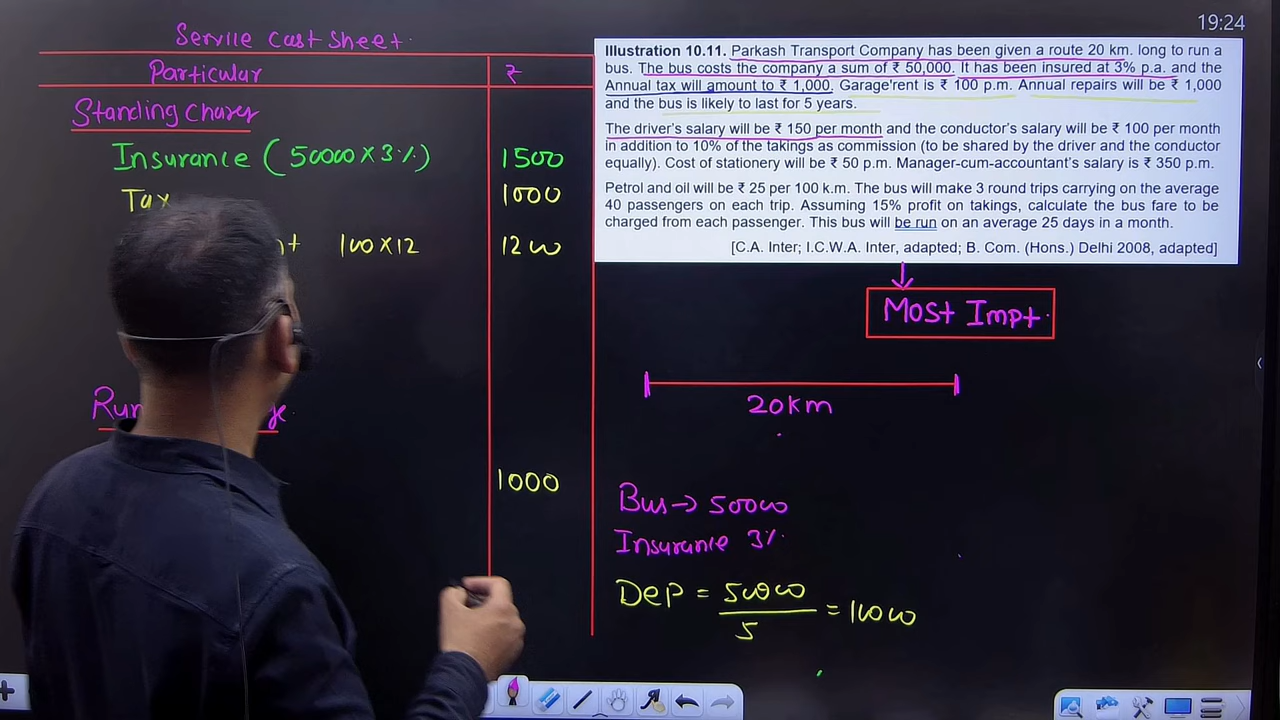 19:24
Service Cost Sheet.
Particular ₹
Standing Charges
Insurance (50000 X 3%) 1500
Tax 1000
100 X 12 1200
1000
Illustration 10.11. Parkash Transport Company has been given a route 20 km. long to run a
bus. The bus costs the company a sum of ₹ 50,000. It has been insured at 3% p.a. and the
Annual tax will amount to ₹ 1,000. Garage'rent is ₹ 100 p.m. Annual repairs will be ₹ 1,000
and the bus is likely to last for 5 years.
The driver's salary will be ₹ 150 per month and the conductor's salary will be ₹ 100 per month
in addition to 10% of the takings as commission (to be shared by the driver and the conductor
equally). Cost of stationery will be ₹ 50 p.m. Manager-cum-accountant's salary is ₹ 350 p.m.
Petrol and oil will be ₹ 25 per 100 k.m. The bus will make 3 round trips carrying on the average
40 passengers on each trip. Assuming 15% profit on takings, calculate the bus fare to be
charged from each passenger. This bus will be run on an average 25 days in a month.
[C.A. Inter; I.C.W.A. Inter, adapted; B. Com. (Hons.) Delhi 2008, adapted]
Most Impt.
20km
Bus → 50000
Insurance 3%
Dep = 50000 / 5 = 10000